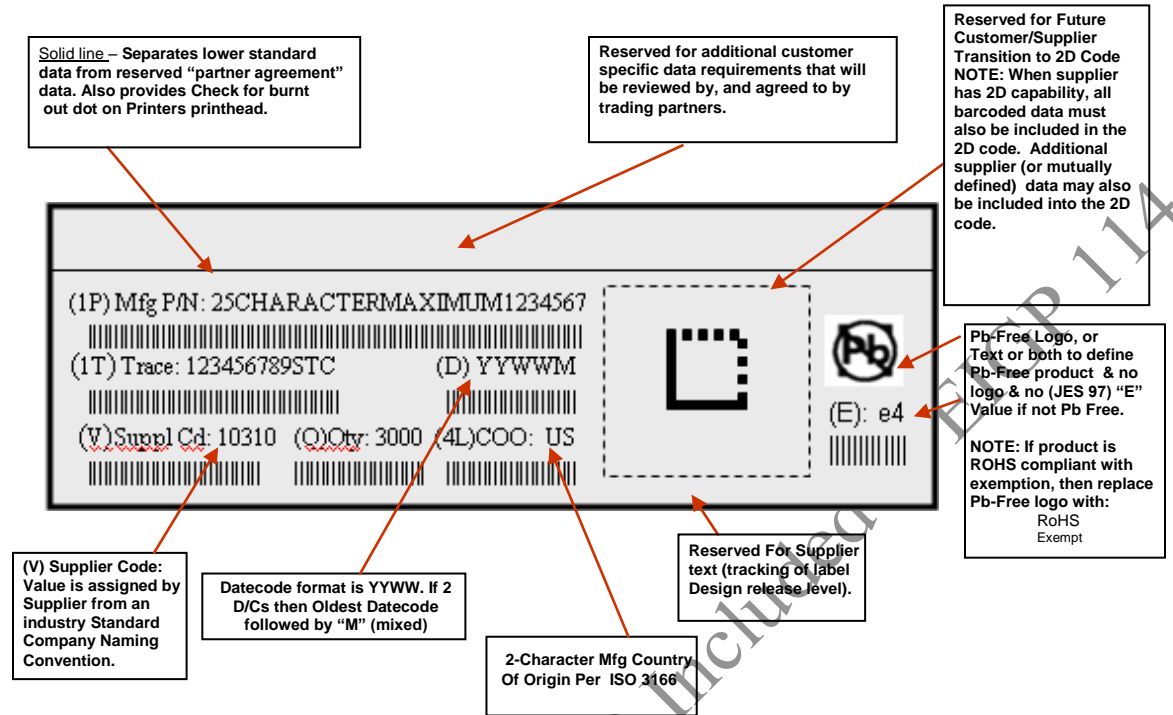 Solid line – Separates lower standard
data from reserved “partner agreement”
data. Also provides Check for burnt
out dot on Printers printhead.
Reserved for additional customer
specific data requirements that will
be reviewed by, and agreed to by
trading partners.
Reserved for Future
Customer/Supplier
Transition to 2D Code
NOTE: When supplier
has 2D capability, all
barcoded data must
also be included in the
2D code. Additional
supplier (or mutually
defined) data may also
be included into the 2D
code.
(1P) Mfg P/N: 25CHARACTERMAXIMUM1234567
(1T) Trace: 123456789STC (D) YYWWM
(V)Suppl Cd: 10310 (Q)Qty: 3000 (4L)COO: US
Pb
(E): e4
Pb-Free Logo, or
Text or both to define
Pb-Free product & no
logo & no (JES 97) “E”
Value if not Pb Free.
NOTE: If product is
ROHS compliant with
exemption, then replace
Pb-Free logo with:
RoHS
Exempt
(V) Supplier Code:
Value is assigned by
Supplier from an
industry Standard
Company Naming
Convention.
Datecode format is YYWW. If 2
D/Cs then Oldest Datecode
followed by “M” (mixed)
2-Character Mfg Country
Of Origin Per ISO 3166
Reserved For Supplier
text (tracking of label
Design release level).
Included EIGP 114